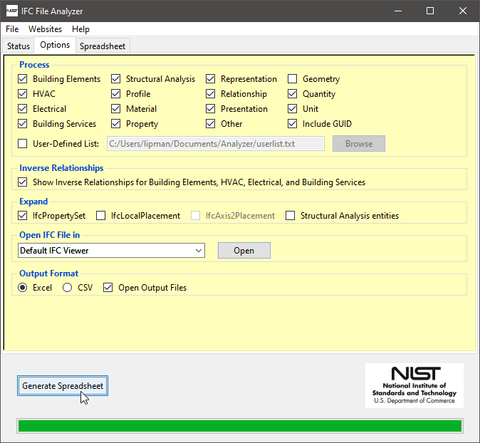 NIST IFC File Analyzer
File Websites Help
Status Options Spreadsheet
Process
Building Elements Structural Analysis Representation Geometry
HVAC Profile Relationship Quantity
Electrical Material Presentation Unit
Building Services Property Other Include GUID
User-Defined List: C:/Users/lipman/Documents/Analyzer/userlist.txt Browse
Inverse Relationships
Show Inverse Relationships for Building Elements, HVAC, Electrical, and Building Services
Expand
IfcPropertySet IfcLocalPlacement IfcAxis2Placement Structural Analysis entities
Open IFC File in
Default IFC Viewer Open
Output Format
Excel CSV Open Output Files
Generate Spreadsheet
NIST
National Institute of
Standards and Technology
U.S. Department of Commerce